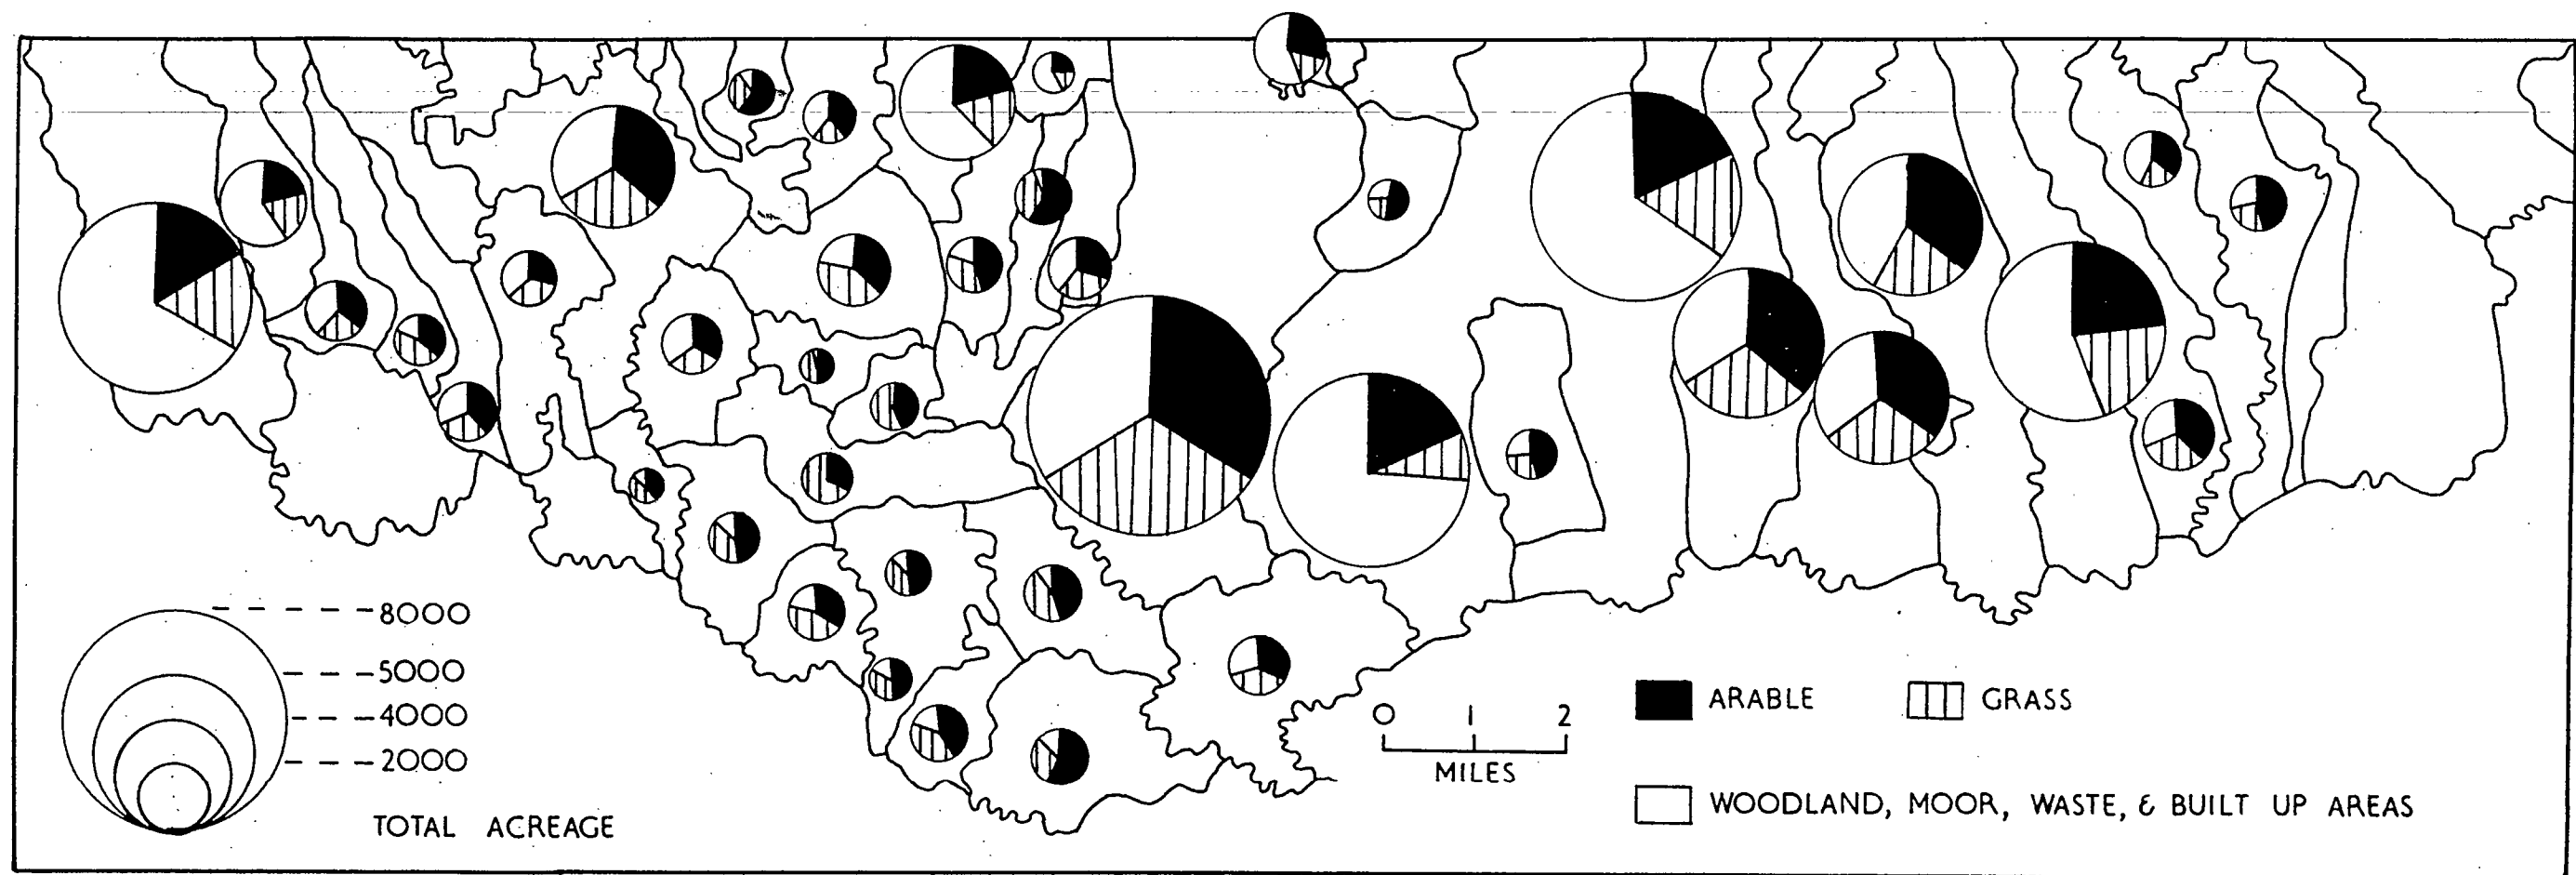 8000
5000
4000
2000
TOTAL ACREAGE
0 1 2
MILES
ARABLE GRASS
WOODLAND, MOOR, WASTE, & BUILT UP AREAS